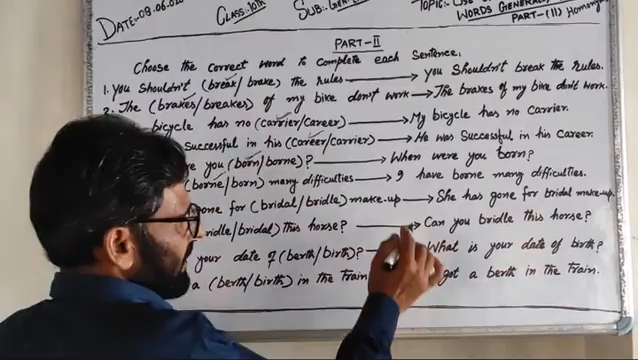 DATE:-09.06.020 CLASS:10th SUB:- TOPIC:-
WORDS GENERAL
PART-(II)
PART-II
Choose the correct word to complete each sentence.
1. You shouldn't (break/brake) the rules → You shouldn't break the rules.
The (brakes/breakes) of my bike don't work → The brakes of my bike don't work.
bicycle has no (carrier/career) → My bicycle has no carrier.
successful in his (career/carrier) → He was successful in his career.
you (born/borne)? → When were you born?
(borne/born) many difficulties → I have borne many difficulties.
gone for (bridal/bridle) make-up → She has gone for bridal make-up.
(bridle/bridal) this horse? → Can you bridle this horse?
your date of (berth/birth)? → What is your date of birth?
a (berth/birth) in the train got a berth in the train.